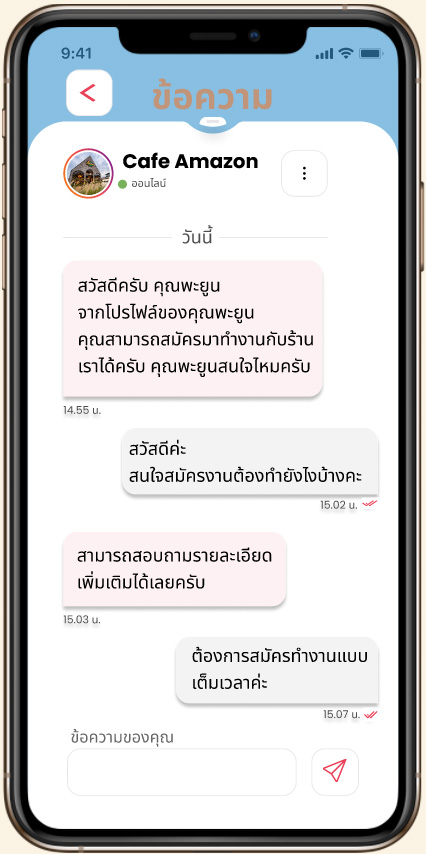 9:41
ข้อความ
Cafe Amazon
ออนไลน์
วันนี้
สวัสดีครับ คุณพะยูน
จากโปรไฟล์ของคุณพะยูน
คุณสามารถสมัครมาทำงานกับร้าน
เราได้ครับ คุณพะยูนสนใจไหมครับ
14.55 น.
สวัสดีค่ะ
สนใจสมัครงานต้องทำยังไงบ้างคะ
15.02 น.
สามารถสอบถามรายละเอียด
เพิ่มเติมได้เลยครับ
15.03 น.
ต้องการสมัครทำงานแบบ
เต็มเวลาค่ะ
15.07 น.
ข้อความของคุณ